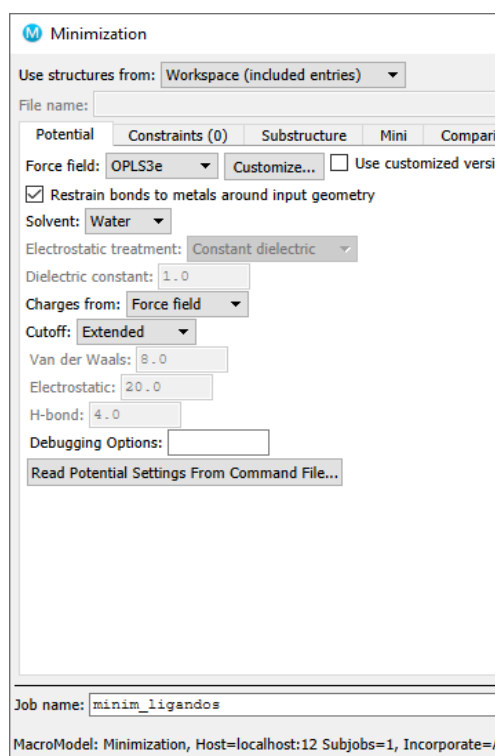 Minimization
Use structures from: Workspace (included entries)
File name:
Potential Constraints (0) Substructure Mini Compari
Force field: OPLS3e Customize... Use customized versi
Restrain bonds to metals around input geometry
Solvent: Water
Electrostatic treatment: Constant dielectric
Dielectric constant: 1.0
Charges from: Force field
Cutoff: Extended
Van der Waals: 8.0
Electrostatic: 20.0
H-bond: 4.0
Debugging Options:
Read Potential Settings From Command File...
Job name: minim_ligandos
MacroModel: Minimization, Host=localhost:12 Subjobs=1, Incorporate=